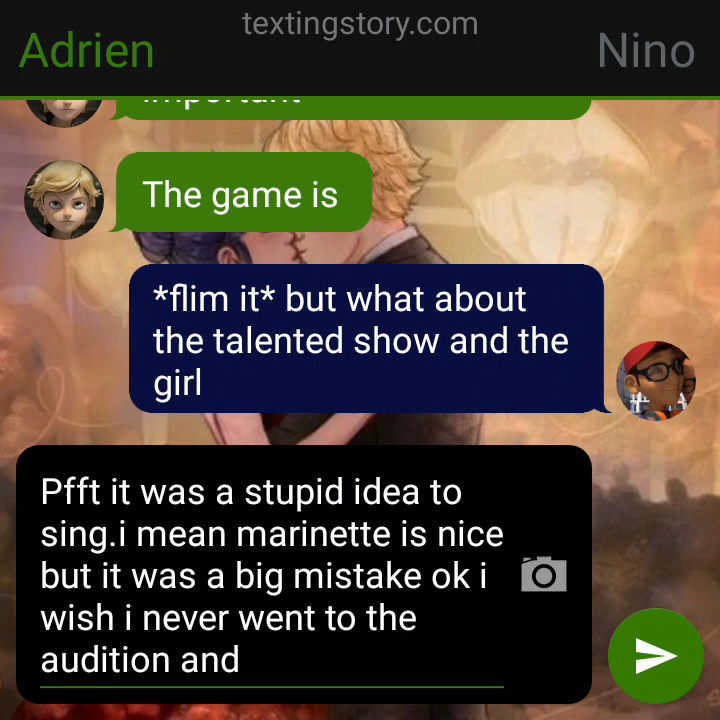 textingstory.com
Adrien
Nino
important
The game is
*flim it* but what about
the talented show and the
girl
Pfft it was a stupid idea to
sing.i mean marinette is nice
but it was a big mistake ok i
wish i never went to the
audition and